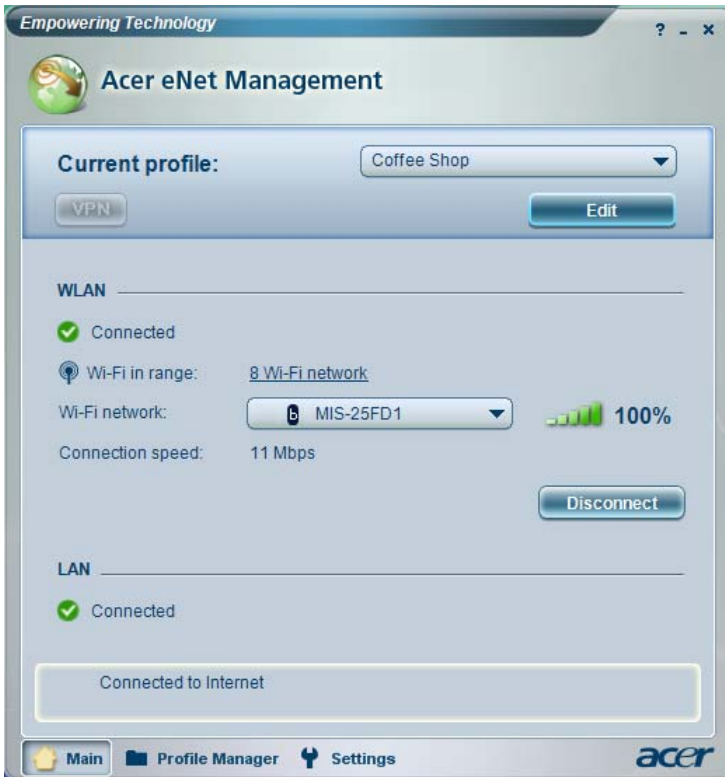 Empowering Technology
? - x
Acer eNet Management
Current profile:
Coffee Shop
VPN
Edit
WLAN
Connected
Wi-Fi in range:
8 Wi-Fi network
Wi-Fi network:
b MIS-25FD1
100%
Connection speed:
11 Mbps
Disconnect
LAN
Connected
Connected to Internet
Main
Profile Manager
Settings
acer